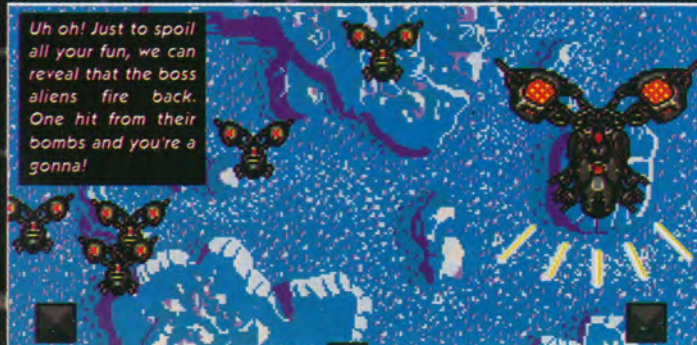 Uh oh! Just to spoil
all your fun, we can
reveal that the boss
aliens fire back.
One hit from their
bombs and you're a
gonna!